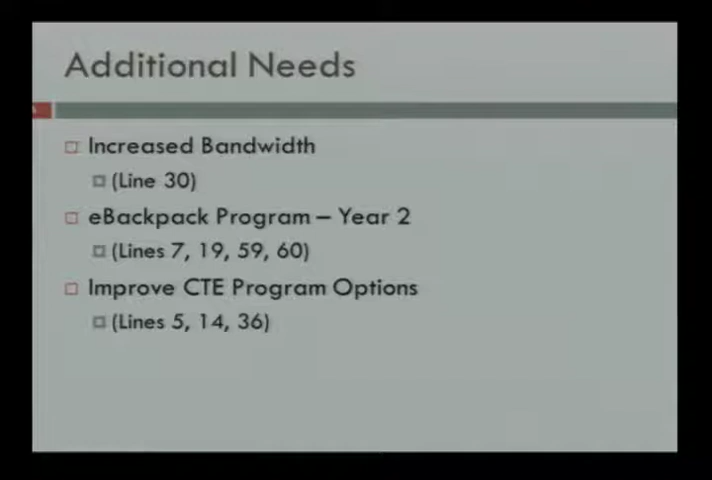 Additional Needs
Increased Bandwidth
(Line 30)
eBackpack Program – Year 2
(Lines 7, 19, 59, 60)
Improve CTE Program Options
(Lines 5, 14, 36)